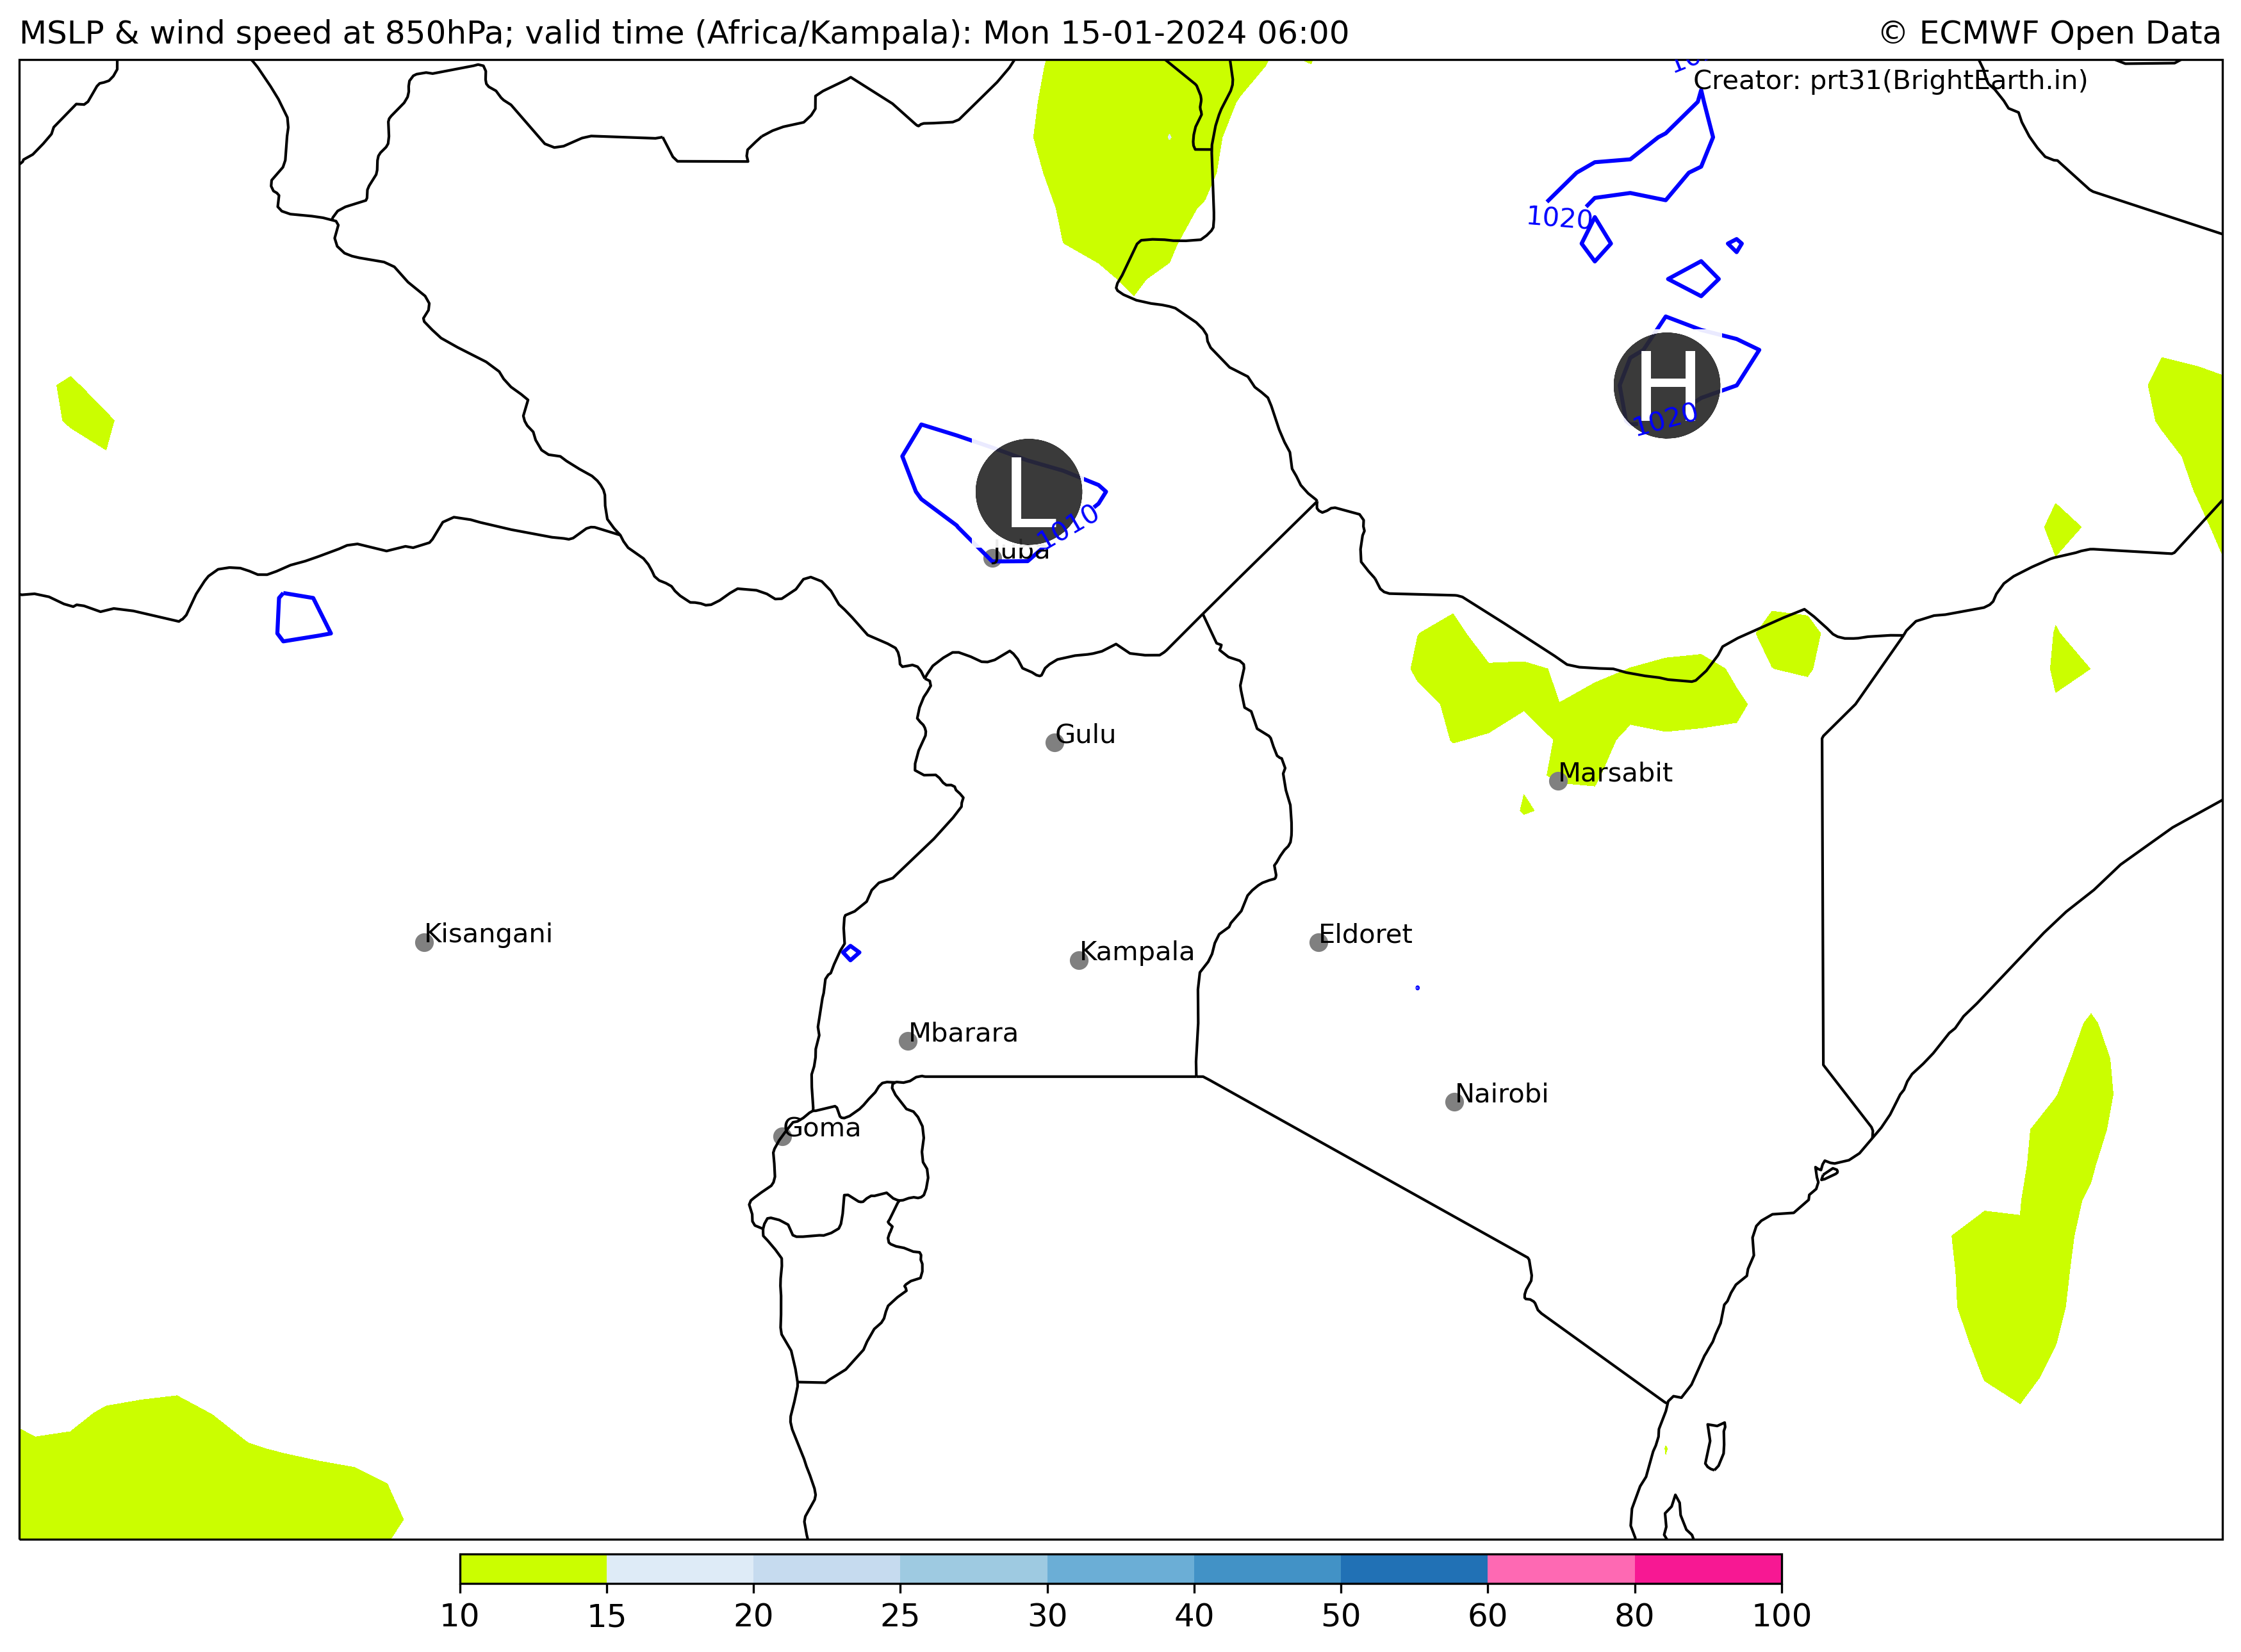 MSLP & wind speed at 850hPa; valid time (Africa/Kampala): Mon 15-01-2024 06:00
© ECMWF Open Data
Creator: prt31(BrightEarth.in)
1020
H
1020
L
1010
Juba
Gulu
Marsabit
Kisangani
Eldoret
Kampala
Mbarara
Nairobi
Goma
10 15 20 25 30 40 50 60 80 100